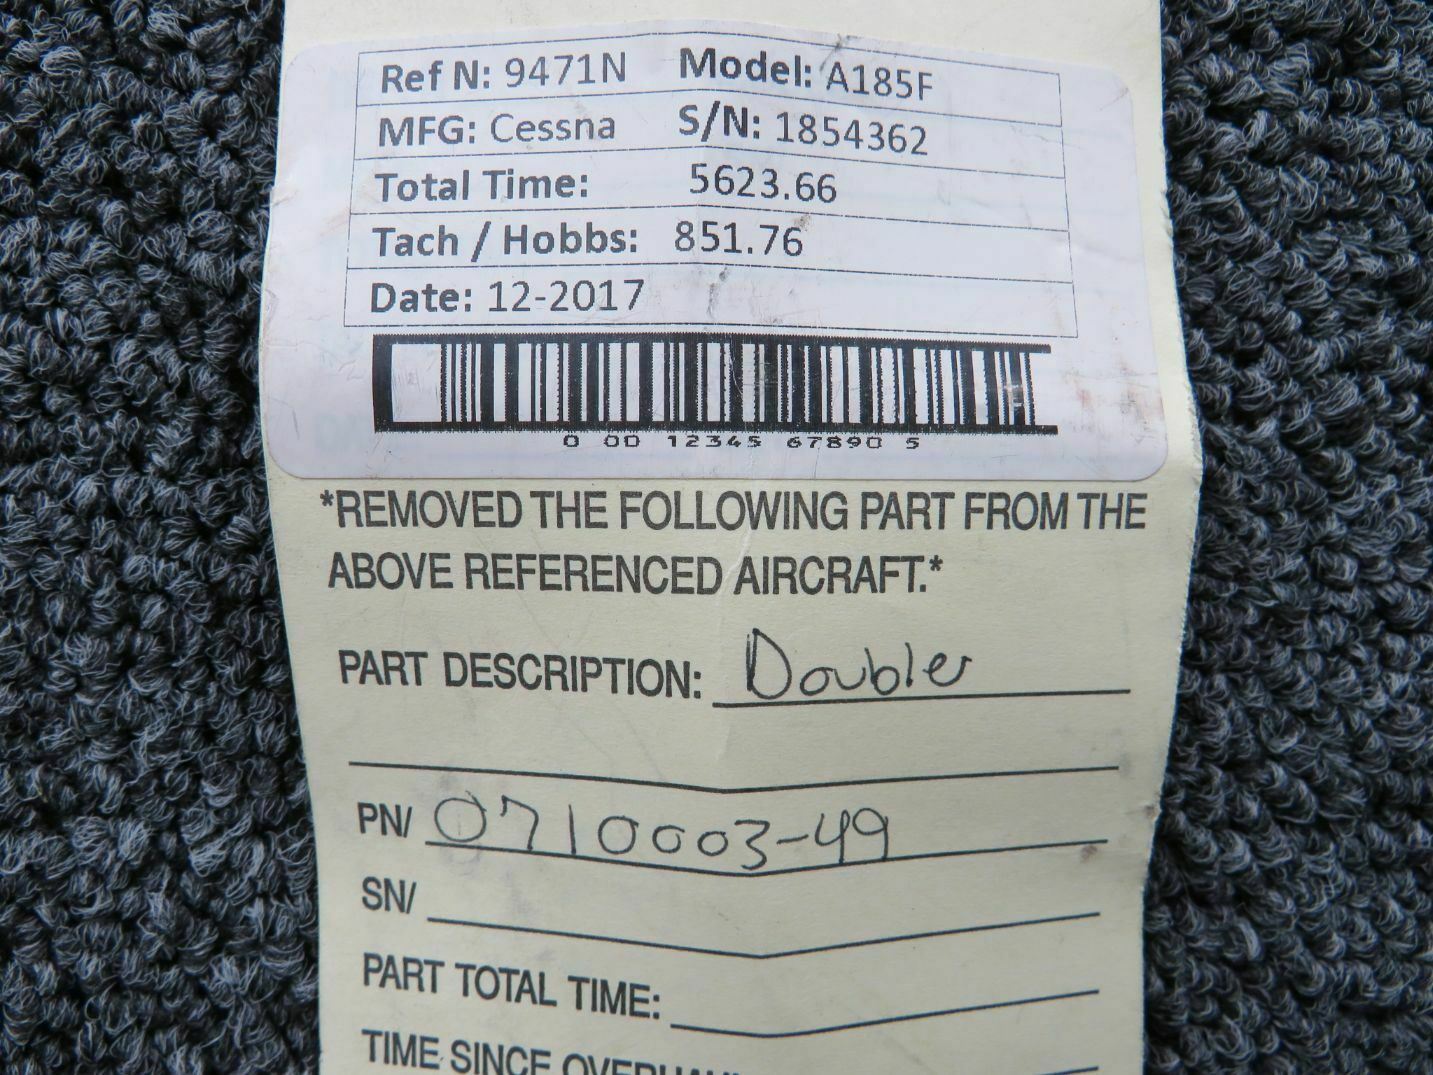 Ref N: 9471N Model: A185F
MFG: Cessna S/N: 1854362
Total Time: 5623.66
Tach / Hobbs: 851.76
Date: 12-2017
0 00 12345 67890 5
*REMOVED THE FOLLOWING PART FROM THE
ABOVE REFERENCED AIRCRAFT.*
PART DESCRIPTION: Doubler
PN/ 0710003-49
SN/
PART TOTAL TIME:
TIME SINCE